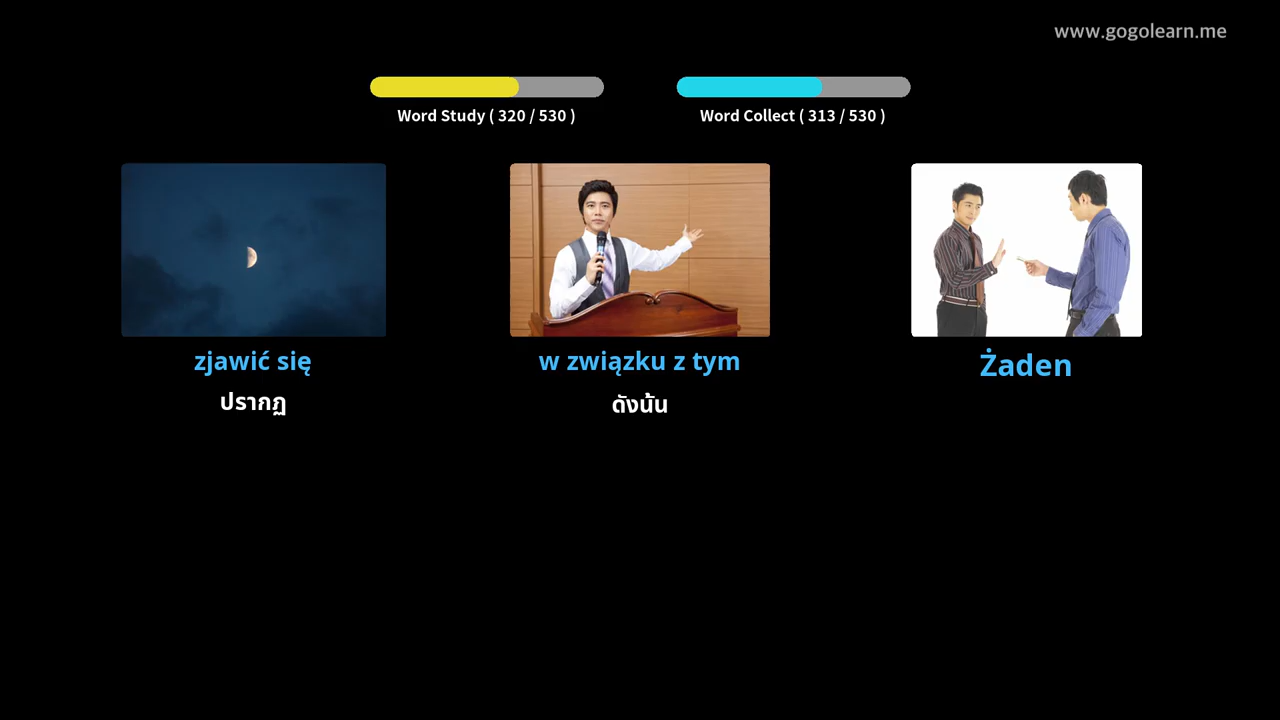 www.gogolearn.me
Word Study ( 320 / 530 )
Word Collect ( 313 / 530 )
zjawić się
w związku z tym
Żaden
ปรากฏ
ดังนั้น